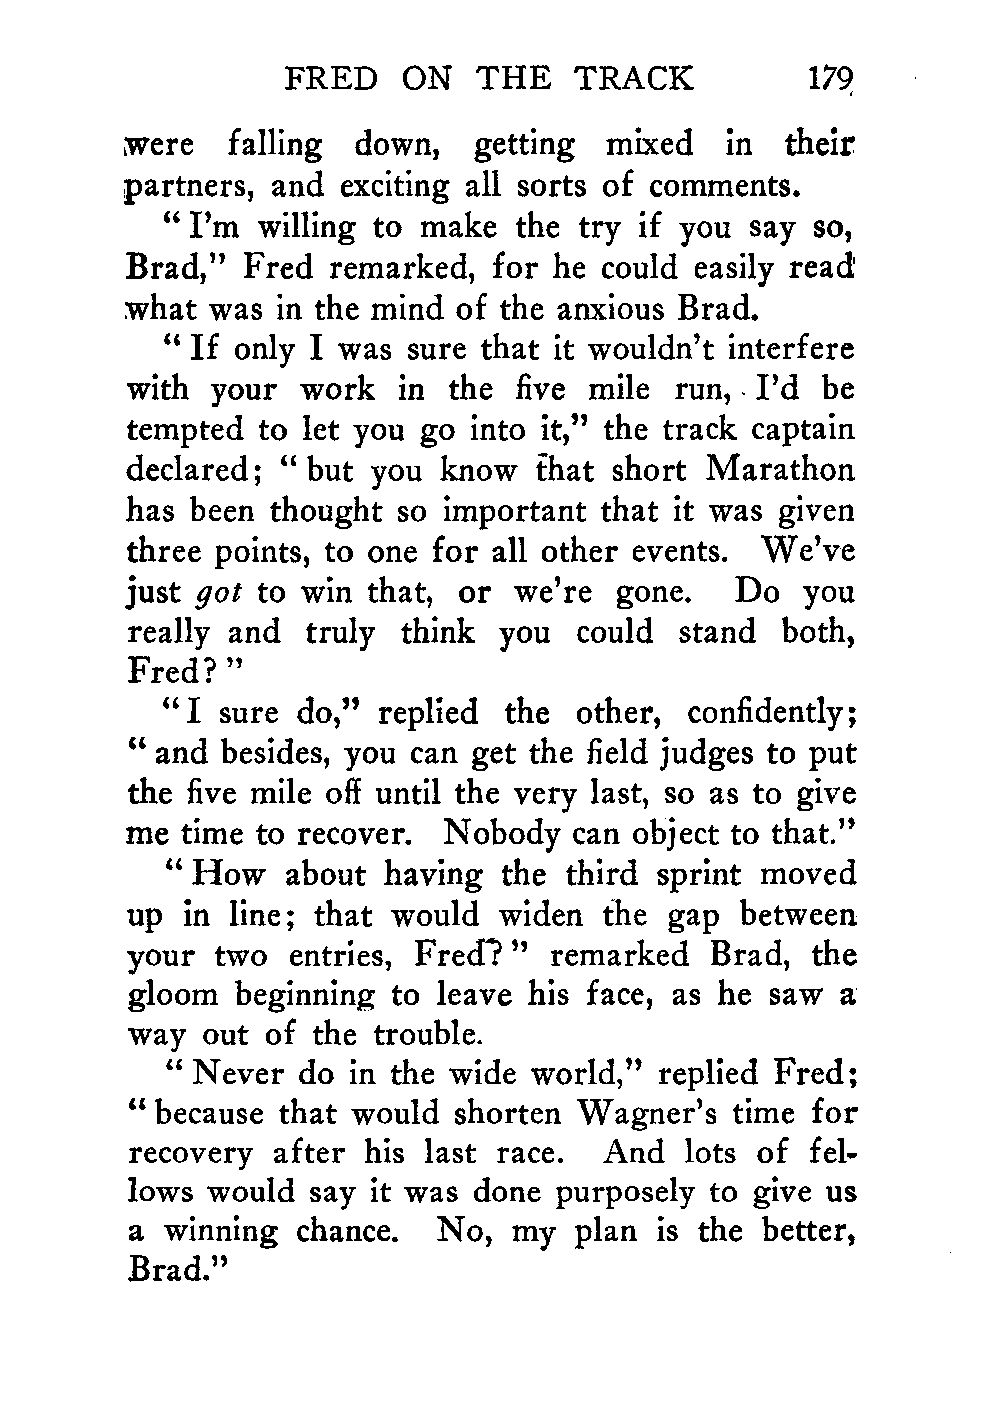 FRED ON THE TRACK 179
were falling down, getting mixed in their
partners, and exciting all sorts of comments.
“ I’m willing to make the try if you say so,
Brad,” Fred remarked, for he could easily read
what was in the mind of the anxious Brad.
“ If only I was sure that it wouldn’t interfere
with your work in the five mile run, I’d be
tempted to let you go into it,” the track captain
declared; “ but you know that short Marathon
has been thought so important that it was given
three points, to one for all other events. We’ve
just got to win that, or we’re gone. Do you
really and truly think you could stand both,
Fred? ”
“ I sure do,” replied the other, confidently;
“ and besides, you can get the field judges to put
the five mile off until the very last, so as to give
me time to recover. Nobody can object to that.”
“ How about having the third sprint moved
up in line; that would widen the gap between
your two entries, Fred? ” remarked Brad, the
gloom beginning to leave his face, as he saw a
way out of the trouble.
“ Never do in the wide world,” replied Fred;
“ because that would shorten Wagner’s time for
recovery after his last race. And lots of fel-
lows would say it was done purposely to give us
a winning chance. No, my plan is the better,
Brad.”